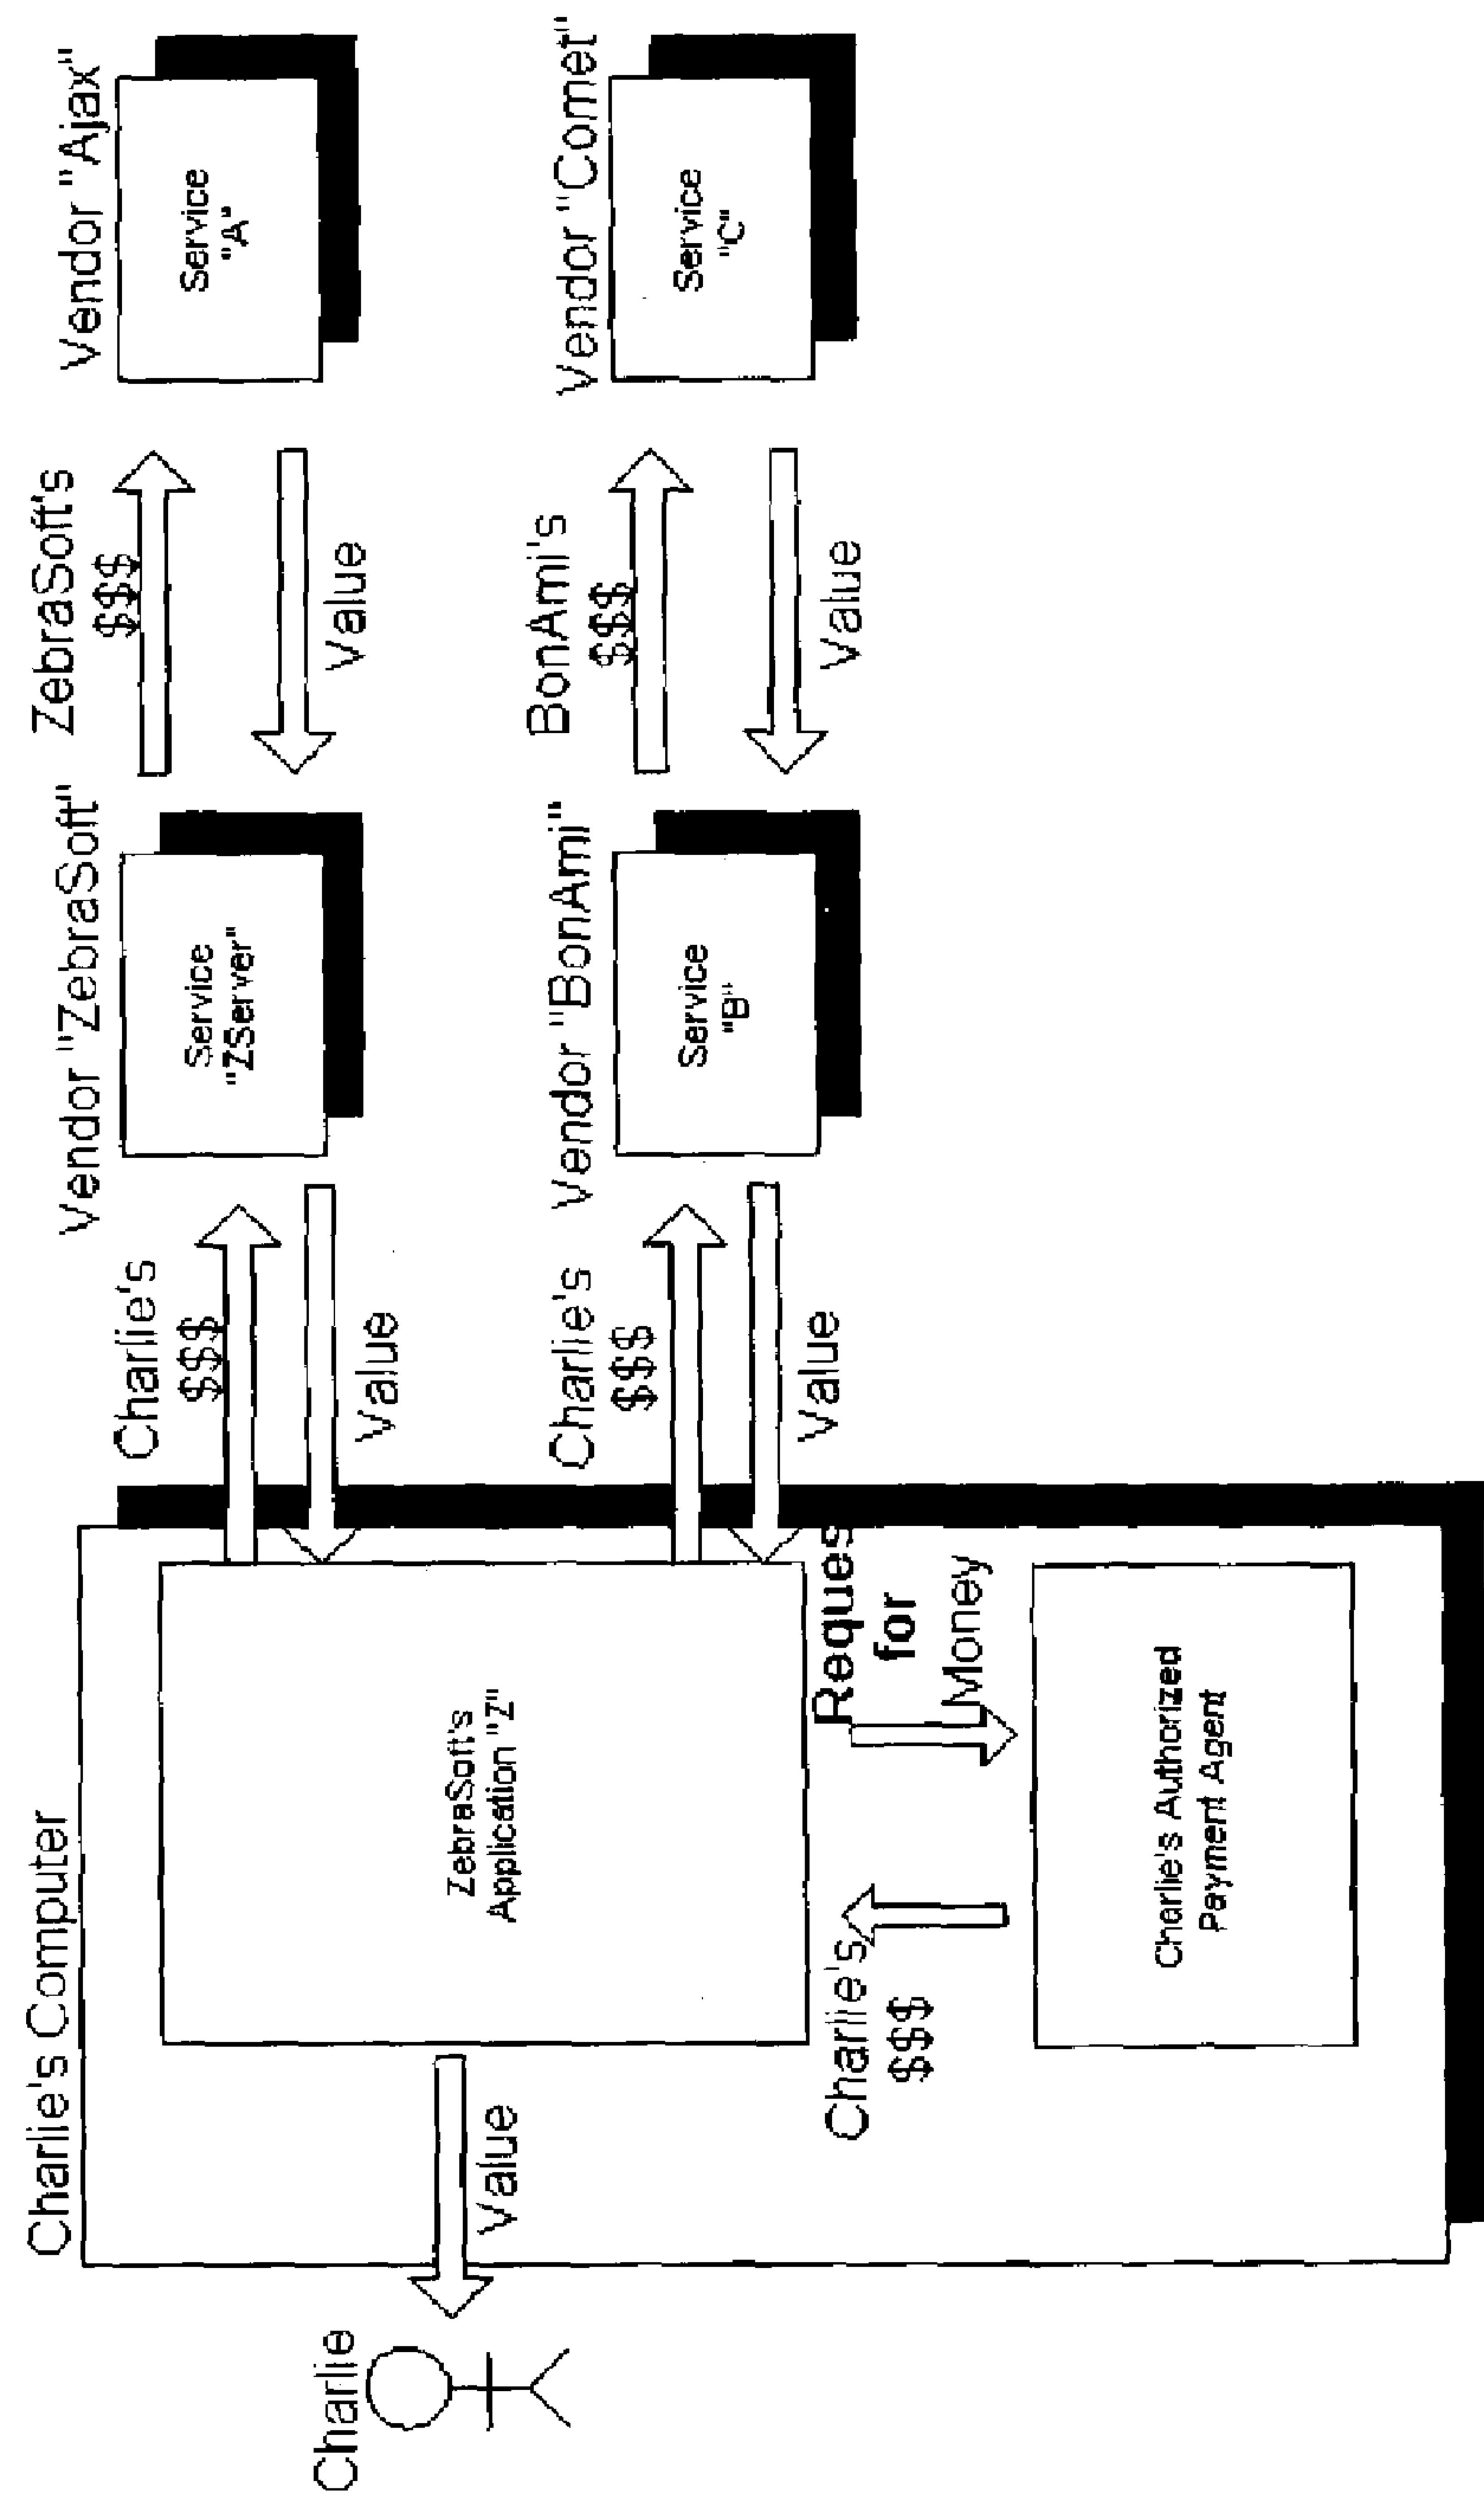 Charlie's Computer
Charlie
Value
ZebraSoft's
Application "Z"
Charlie's
$$$
for
Money
Charlie's Authorized
Payment Agent
Charlie's
$$$
Value
Charlie's
$$$
Value
Vendor "ZebraSoft"
Service
"ZServer"
Vendor "BonAmi"
Service
"B"
ZebraSoft's
$$$
Value
BonAmi's
$$$
Value
Vendor "Ajax"
Service
"A"
Vendor "Comet"
Service
"C"